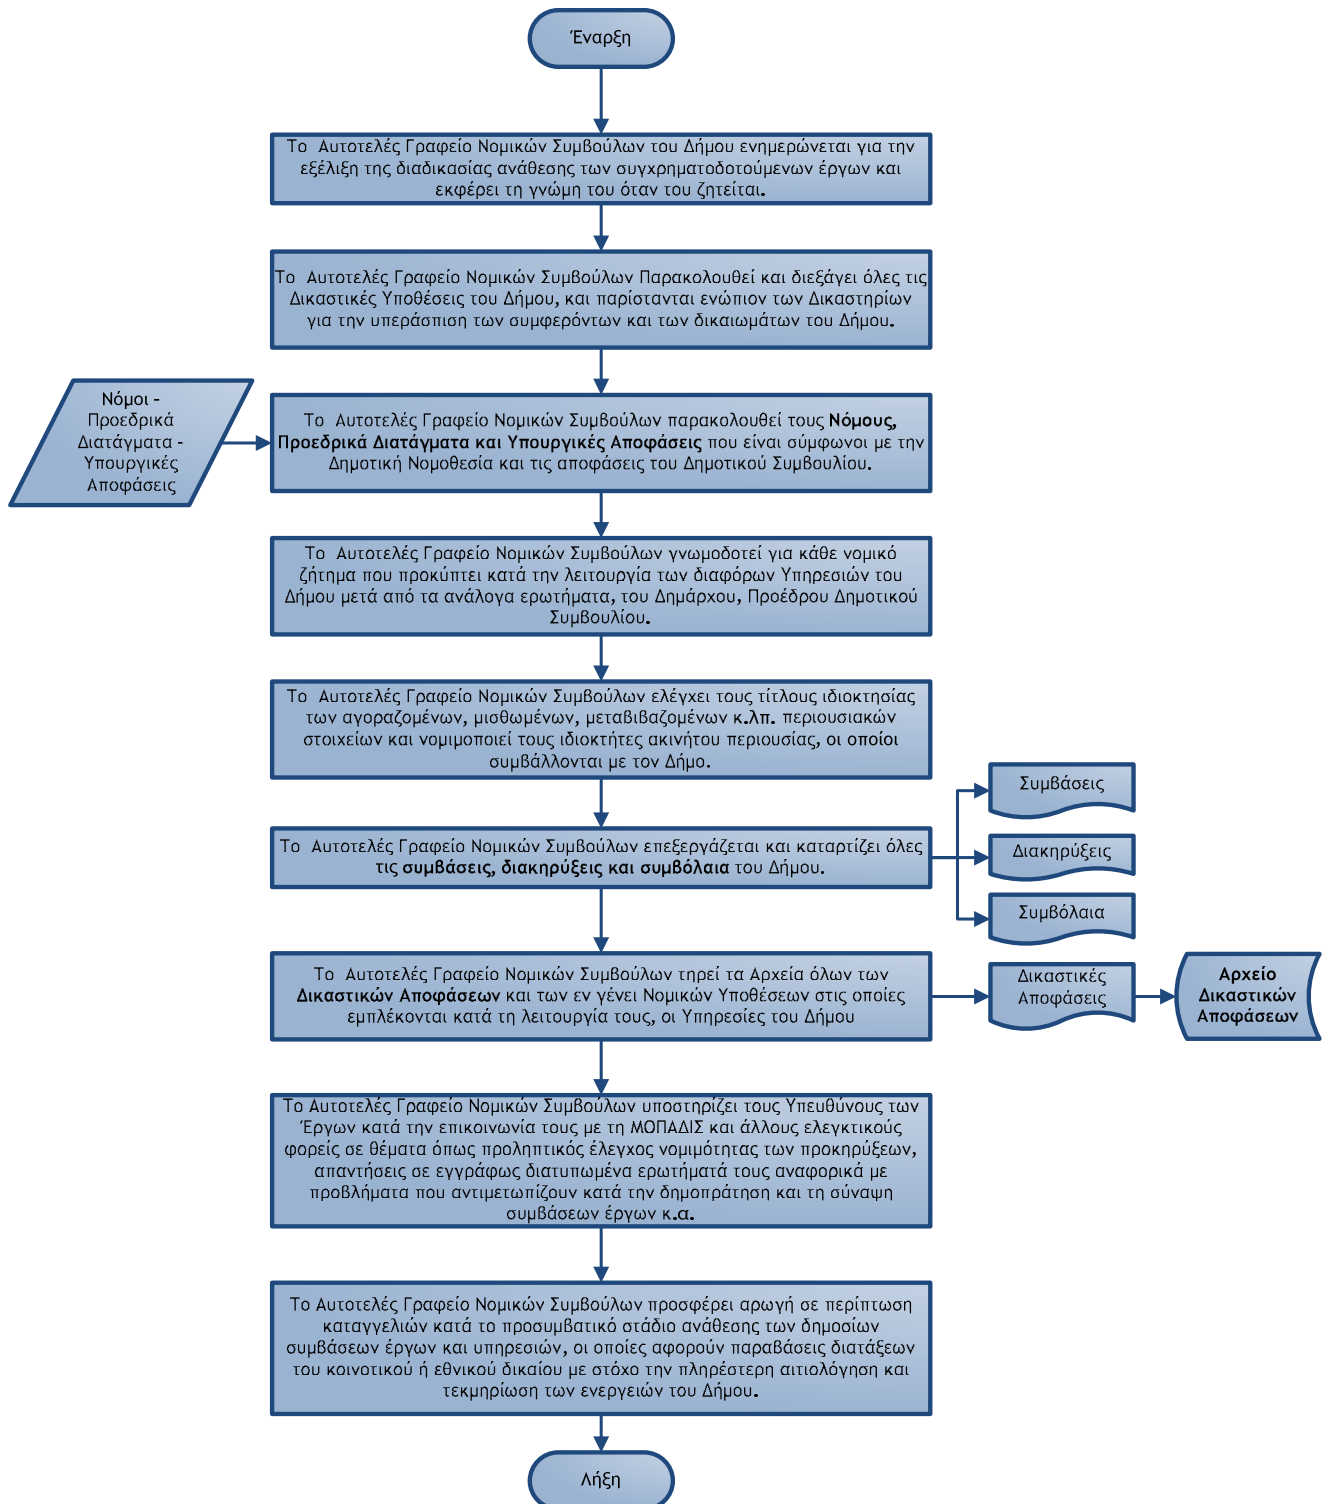 Έναρξη
Το Αυτοτελές Γραφείο Νομικών Συμβούλων του Δήμου ενημερώνεται για την
εξέλιξη της διαδικασίας ανάθεσης των συγχρηματοδοτούμενων έργων και
εκφέρει τη γνώμη του όταν του ζητείται.
Το Αυτοτελές Γραφείο Νομικών Συμβούλων Παρακολουθεί και διεξάγει όλες τις
Δικαστικές Υποθέσεις του Δήμου, και παρίστανται ενώπιον των Δικαστηρίων
για την υπεράσπιση των συμφερόντων και των δικαιωμάτων του Δήμου.
Νόμοι -
Προεδρικά
Διατάγματα -
Υπουργικές
Αποφάσεις
Το Αυτοτελές Γραφείο Νομικών Συμβούλων παρακολουθεί τους Νόμους,
Προεδρικά Διατάγματα και Υπουργικές Αποφάσεις που είναι σύμφωνοι με την
Δημοτική Νομοθεσία και τις αποφάσεις του Δημοτικού Συμβουλίου.
Το Αυτοτελές Γραφείο Νομικών Συμβούλων γνωμοδοτεί για κάθε νομικό
ζήτημα που προκύπτει κατά την λειτουργία των διαφόρων Υπηρεσιών του
Δήμου μετά από τα ανάλογα ερωτήματα, του Δημάρχου, Προέδρου Δημοτικού
Συμβουλίου.
Το Αυτοτελές Γραφείο Νομικών Συμβούλων ελέγχει τους τίτλους ιδιοκτησίας
των αγοραζομένων, μισθωμένων, μεταβιβαζομένων κ.λπ. περιουσιακών
στοιχείων και νομιμοποιεί τους ιδιοκτήτες ακινήτου περιουσίας, οι οποίοι
συμβάλλονται με τον Δήμο.
Το Αυτοτελές Γραφείο Νομικών Συμβούλων επεξεργάζεται και καταρτίζει όλες
τις συμβάσεις, διακηρύξεις και συμβόλαια του Δήμου.
Συμβάσεις
Διακηρύξεις
Συμβόλαια
Το Αυτοτελές Γραφείο Νομικών Συμβούλων τηρεί τα Αρχεία όλων των
Δικαστικών Αποφάσεων και των εν γένει Νομικών Υποθέσεων στις οποίες
εμπλέκονται κατά τη λειτουργία τους, οι Υπηρεσίες του Δήμου
Δικαστικές
Αποφάσεις
Αρχείο
Δικαστικών
Αποφάσεων
Το Αυτοτελές Γραφείο Νομικών Συμβούλων υποστηρίζει τους Υπευθύνους των
Έργων κατά την επικοινωνία τους με τη ΜΟΠΑΔΙΣ και άλλους ελεγκτικούς
φορείς σε θέματα όπως προληπτικός έλεγχος νομιμότητας των προκηρύξεων,
απαντήσεις σε εγγράφως διατυπωμένα ερωτήματά τους αναφορικά με
προβλήματα που αντιμετωπίζουν κατά την δημοπράτηση και τη σύναψη
συμβάσεων έργων κ.α.
Το Αυτοτελές Γραφείο Νομικών Συμβούλων προσφέρει αρωγή σε περίπτωση
καταγγελιών κατά το προσυμβατικό στάδιο ανάθεσης των δημοσίων
συμβάσεων έργων και υπηρεσιών, οι οποίες αφορούν παραβάσεις διατάξεων
του κοινοτικού ή εθνικού δικαίου με στόχο την πληρέστερη αιτιολόγηση και
τεκμηρίωση των ενεργειών του Δήμου.
Λήξη